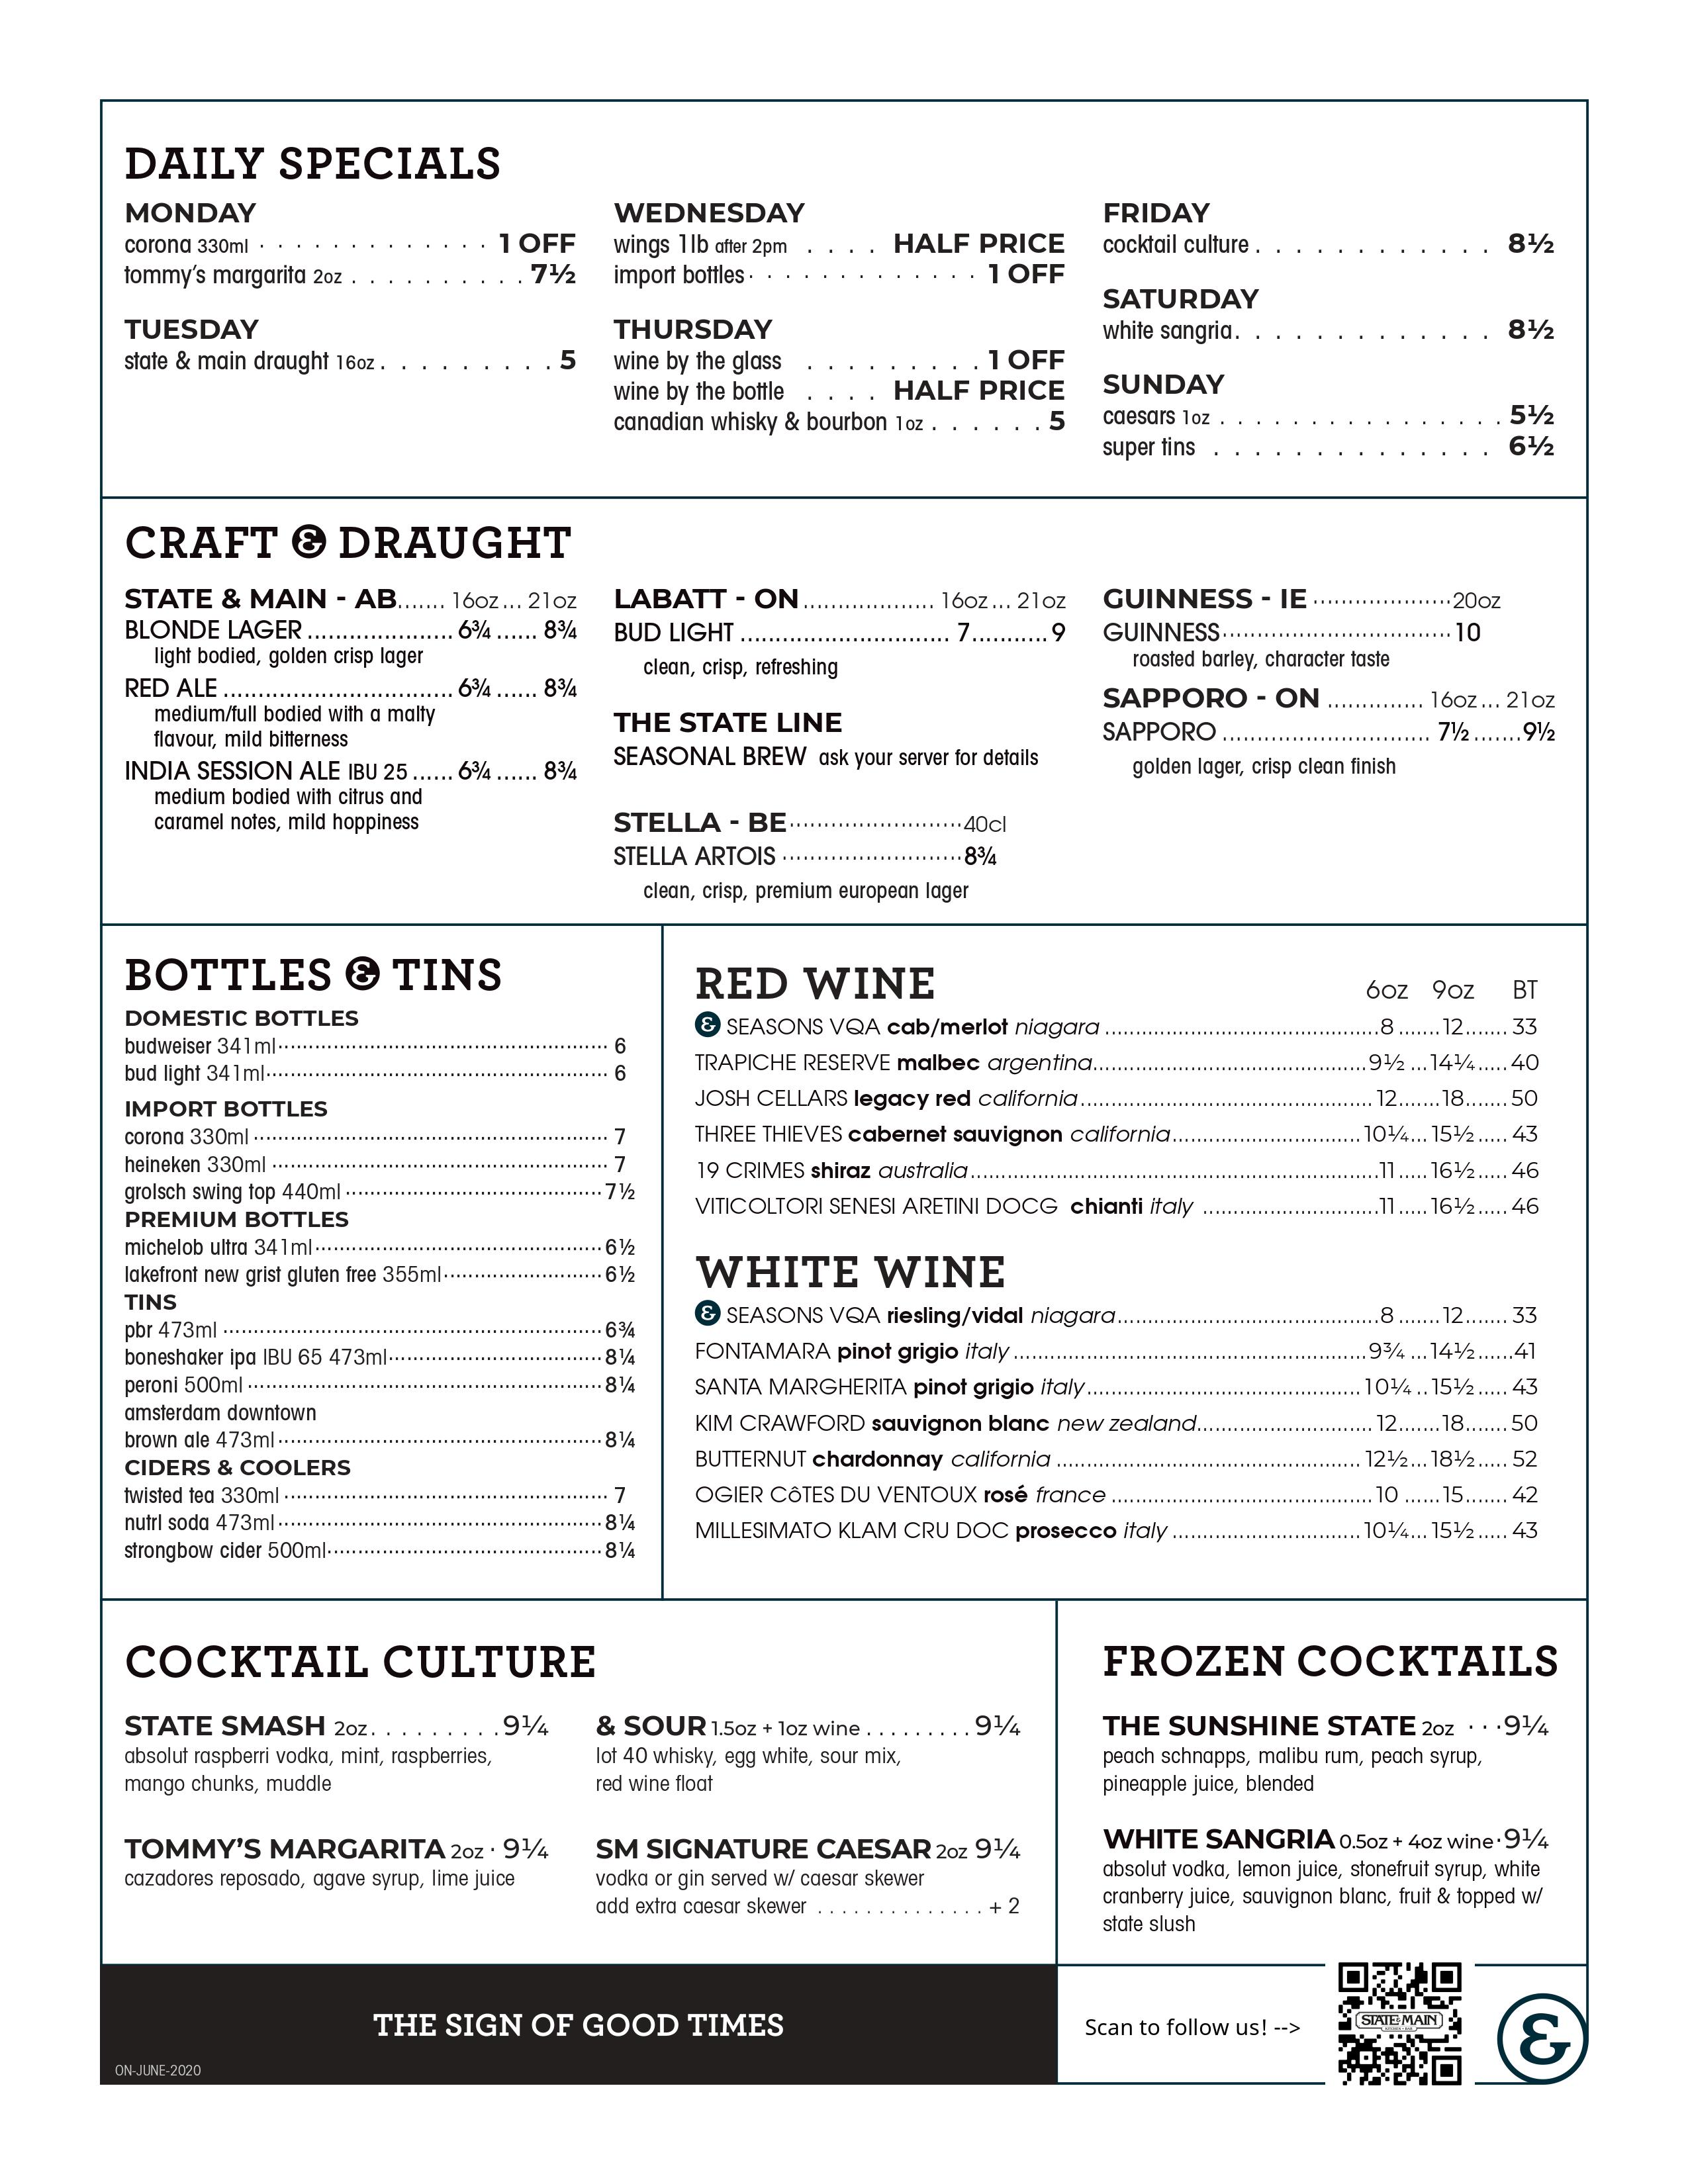 DAILY SPECIALS
MONDAY
corona 330ml . . . . . . . . . . . . . 1 OFF
tommy’s margarita 2oz . . . . . . . . . . 7½
TUESDAY
state & main draught 16oz . . . . . . . . . 5
WEDNESDAY
wings 1lb after 2pm . . . . HALF PRICE
import bottles . . . . . . . . . . . . . 1 OFF
THURSDAY
wine by the glass . . . . . . . . . 1 OFF
wine by the bottle . . . . HALF PRICE
canadian whisky & bourbon 1oz . . . . . . 5
FRIDAY
cocktail culture . . . . . . . . . . . . 8½
SATURDAY
white sangria . . . . . . . . . . . . . 8½
SUNDAY
caesars 1oz . . . . . . . . . . . . . . . . 5½
super tins . . . . . . . . . . . . . . 6½
CRAFT & DRAUGHT
STATE & MAIN - AB ....... 16oz ... 21oz
BLONDE LAGER ..................... 6¾ ...... 8¾
light bodied, golden crisp lager
RED ALE ................................. 6¾ ...... 8¾
medium/full bodied with a malty
flavour, mild bitterness
INDIA SESSION ALE IBU 25 ...... 6¾ ...... 8¾
medium bodied with citrus and
caramel notes, mild hoppiness
LABATT - ON ................... 16oz ... 21oz
BUD LIGHT .............................. 7 ........... 9
clean, crisp, refreshing
THE STATE LINE
SEASONAL BREW ask your server for details
STELLA - BE ......................... 40cl
STELLA ARTOIS .......................... 8¾
clean, crisp, premium european lager
GUINNESS - IE .................... 20oz
GUINNESS ................................. 10
roasted barley, character taste
SAPPORO - ON .............. 16oz ... 21oz
SAPPORO .............................. 7½ ....... 9½
golden lager, crisp clean finish
BOTTLES & TINS
DOMESTIC BOTTLES
budweiser 341ml ................................ 6
bud light 341ml ................................ 6
IMPORT BOTTLES
corona 330ml ................................ 7
heineken 330ml ................................ 7
grolsch swing top 440ml ........................ 7½
PREMIUM BOTTLES
michelob ultra 341ml ........................ 6½
lakefront new grist gluten free 355ml ................ 6½
TINS
pbr 473ml ................................ 6¾
boneshaker ipa IBU 65 473ml ........................ 8¼
peroni 500ml ................................ 8¼
amsterdam downtown
brown ale 473ml ................................ 8¼
CIDERS & COOLERS
twisted tea 330ml ................................ 7
nutrl soda 473ml ................................ 8¼
strongbow cider 500ml ........................ 8¼
RED WINE 6oz 9oz BT
& SEASONS VQA cab/merlot niagara ................ 8 ....... 12 ....... 33
TRAPICHE RESERVE malbec argentina ................ 9½ ... 14¼ ..... 40
JOSH CELLARS legacy red california ................ 12 ....... 18 ....... 50
THREE THIEVES cabernet sauvignon california ................ 10¼ ... 15½ ..... 43
19 CRIMES shiraz australia ................ 11 ..... 16½ ..... 46
VITICOLTORI SENESI ARETINI DOCG chianti italy ................ 11 ..... 16½ ..... 46
WHITE WINE
& SEASONS VQA riesling/vidal niagara ................ 8 ....... 12 ....... 33
FONTAMARA pinot grigio italy ................ 9¾ ... 14½ ...... 41
SANTA MARGHERITA pinot grigio italy ................ 10¼ .. 15½ ..... 43
KIM CRAWFORD sauvignon blanc new zealand ................ 12 ....... 18 ....... 50
BUTTERNUT chardonnay california ................ 12½ ... 18½ ..... 52
OGIER CôTES DU VENTOUX rosé france ................ 10 ...... 15 ....... 42
MILLESIMATO KLAM CRU DOC prosecco italy ................ 10¼ ... 15½ ..... 43
COCKTAIL CULTURE
STATE SMASH 2oz . . . . . . . . . 9¼
absolut raspberri vodka, mint, raspberries,
mango chunks, muddle
TOMMY’S MARGARITA 2oz · 9¼
cazadores reposado, agave syrup, lime juice
& SOUR 1.5oz + 1oz wine . . . . . . . . . 9¼
lot 40 whisky, egg white, sour mix,
red wine float
SM SIGNATURE CAESAR 2oz 9¼
vodka or gin served w/ caesar skewer
add extra caesar skewer . . . . . . . . . . . . . . + 2
FROZEN COCKTAILS
THE SUNSHINE STATE 2oz · · · 9¼
peach schnapps, malibu rum, peach syrup,
pineapple juice, blended
WHITE SANGRIA 0.5oz + 4oz wine · 9¼
absolut vodka, lemon juice, stonefruit syrup, white
cranberry juice, sauvignon blanc, fruit & topped w/
state slush
THE SIGN OF GOOD TIMES
ON-JUNE-2020
Scan to follow us! -->
STATE & MAIN
&